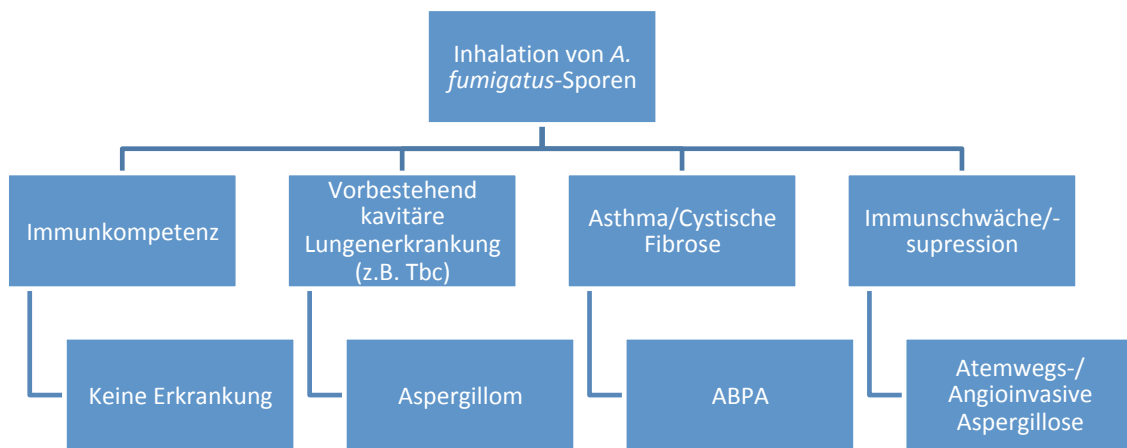 Inhalation von A.
fumigatus-Sporen
Immunkompetenz
Vorbestehend
kavitäre
Lungenerkrankung
(z.B. Tbc)
Asthma/Cystische
Fibrose
Immunschwäche/-
supression
Keine Erkrankung
Aspergillom
ABPA
Atemwegs-/
Angioinvasive
Aspergillose